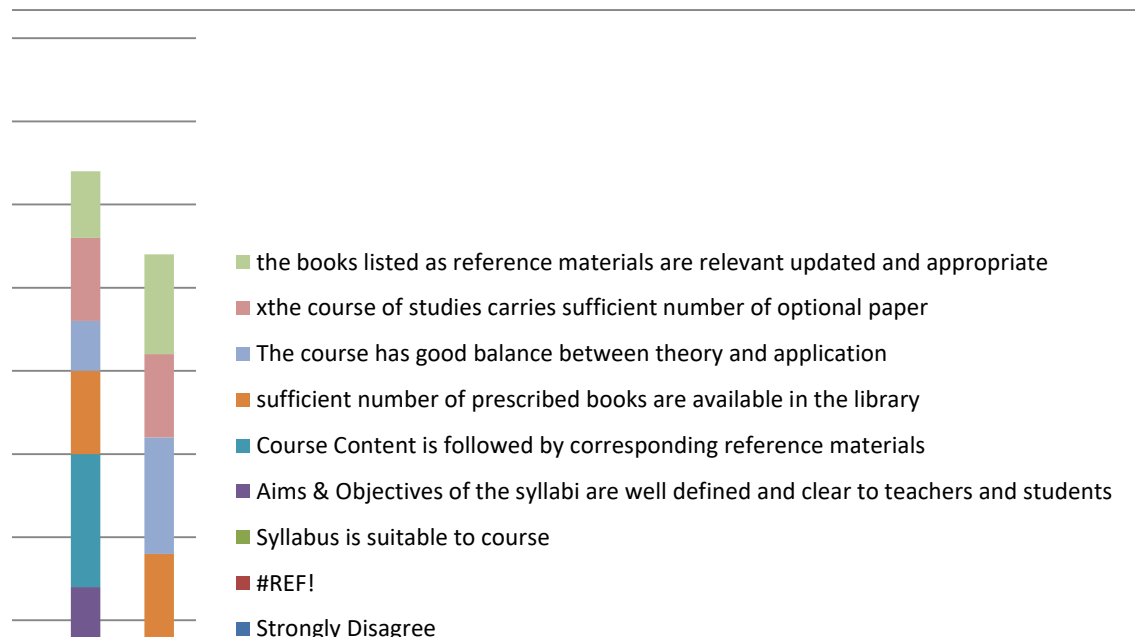 the books listed as reference materials are relevant updated and appropriate
xthe course of studies carries sufficient number of optional paper
The course has good balance between theory and application
sufficient number of prescribed books are available in the library
Course Content is followed by corresponding reference materials
Aims & Objectives of the syllabi are well defined and clear to teachers and students
Syllabus is suitable to course
#REF!
Strongly Disagree